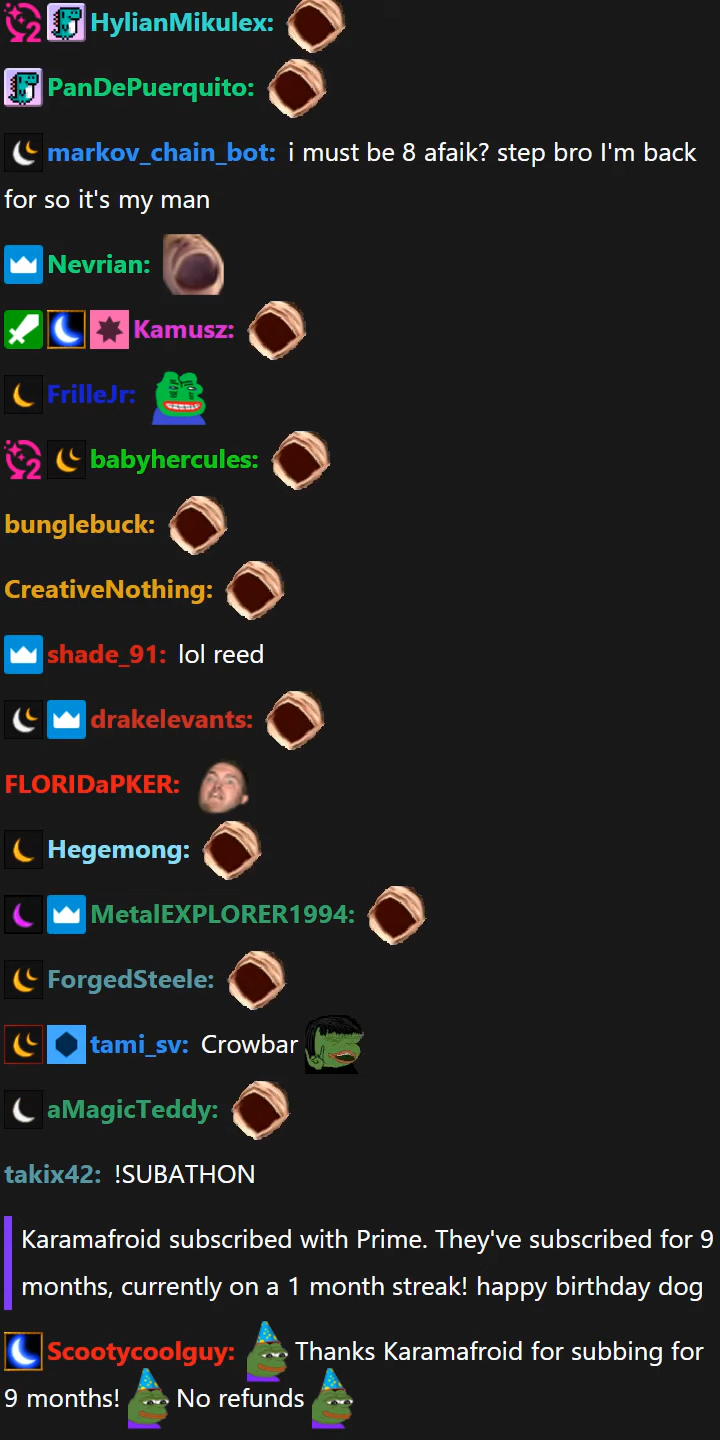 HylianMikulex:
PanDePuerquito:
markov_chain_bot: i must be 8 afaik? step bro I'm back
for so it's my man
Nevrian:
Kamusz:
FrilleJr:
babyhercules:
bunglebuck:
CreativeNothing:
shade_91: lol reed
drakelevants:
FLORIDaPKER:
Hegemong:
MetalEXPLORER1994:
ForgedSteele:
tami_sv: Crowbar
aMagicTeddy:
takix42: !SUBATHON
Karamafroid subscribed with Prime. They've subscribed for 9
months, currently on a 1 month streak! happy birthday dog
Scootycoolguy: Thanks Karamafroid for subbing for
9 months! No refunds